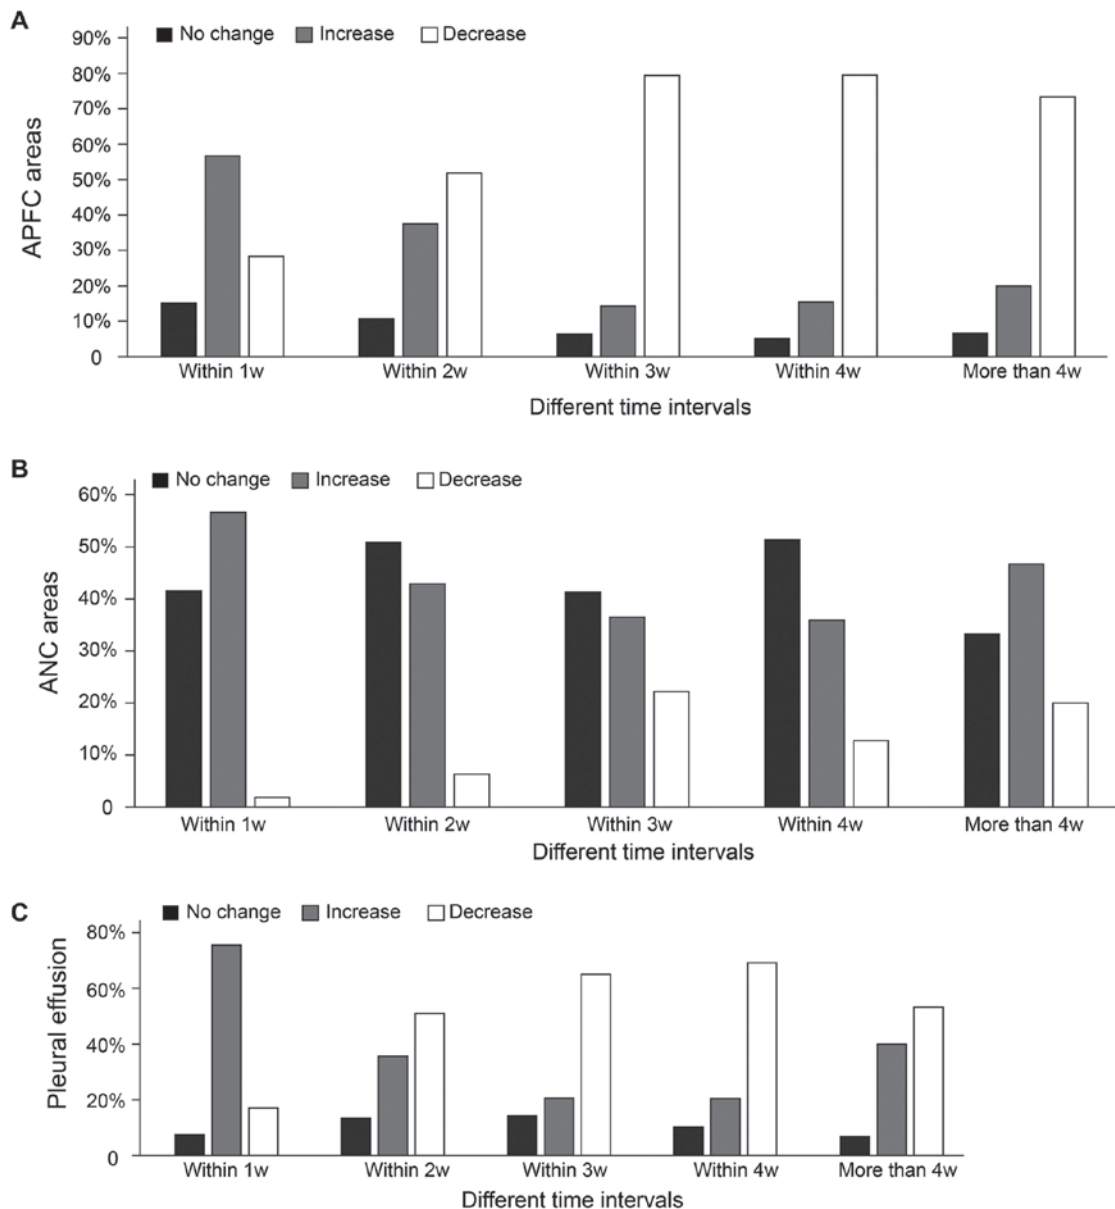 A
No change Increase Decrease
90%
80%
70%
60%
50%
40%
30%
20%
10%
0
APFC areas
Within 1w Within 2w Within 3w Within 4w More than 4w
Different time intervals
B
No change Increase Decrease
60%
50%
40%
30%
20%
10%
0
ANC areas
Within 1w Within 2w Within 3w Within 4w More than 4w
Different time intervals
C
No change Increase Decrease
80%
60%
40%
20%
0
Pleural effusion
Within 1w Within 2w Within 3w Within 4w More than 4w
Different time intervals